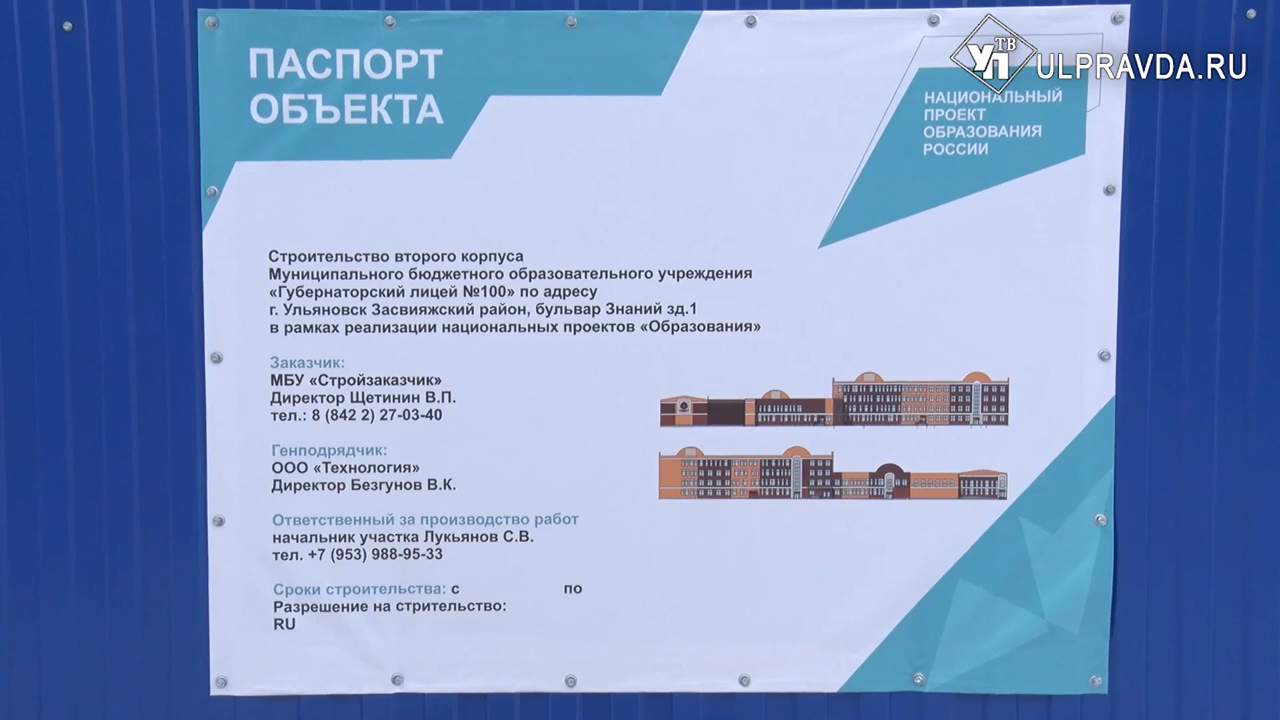 ПАСПОРТ
ОБЪЕКТА
УП ТВ ULPRAVDA.RU
НАЦИОНАЛЬНЫЙ
ПРОЕКТ
ОБРАЗОВАНИЯ
РОССИИ
Строительство второго корпуса
Муниципального бюджетного образовательного учреждения
«Губернаторский лицей №100» по адресу
г. Ульяновск Засвияжский район, бульвар Знаний зд.1
в рамках реализации национальных проектов «Образования»
Заказчик:
МБУ «Стройзаказчик»
Директор Щетинин В.П.
тел.: 8 (842 2) 27-03-40
Генподрядчик:
ООО «Технология»
Директор Безгунов В.К.
Ответственный за производство работ
начальник участка Лукьянов С.В.
тел. +7 (953) 988-95-33
Сроки строительства: с по
Разрешение на стрительство:
RU